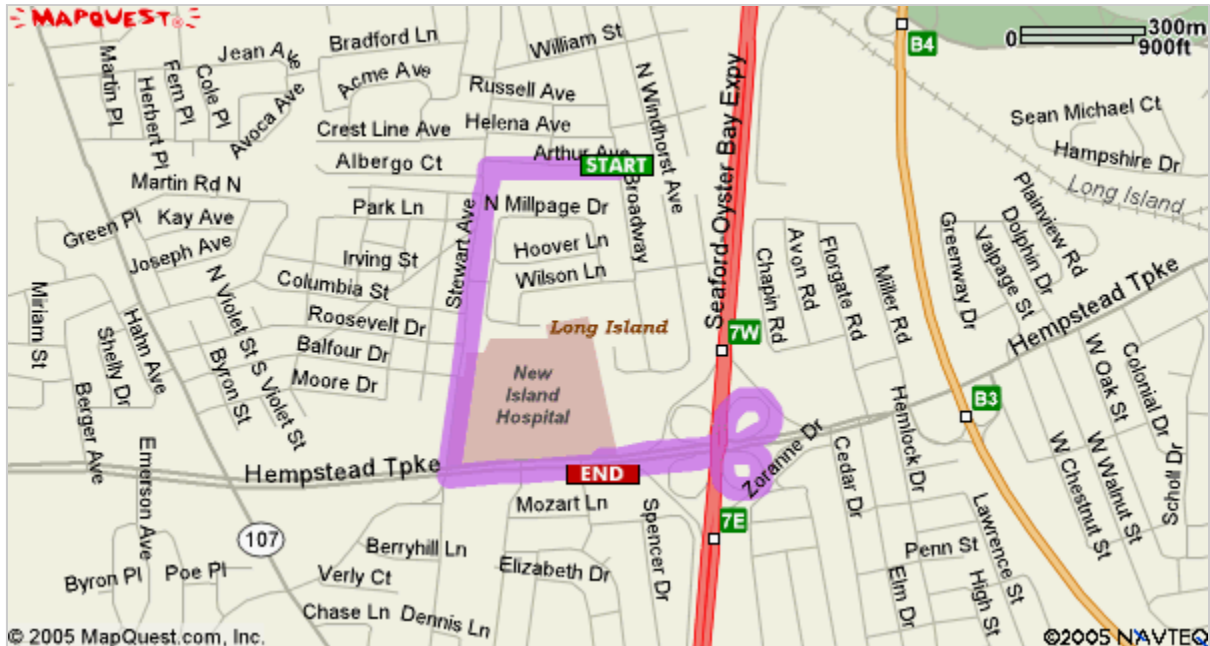 MAPQUEST
300m
0
900ft
B4
Jean Ave
Bradford Ln
William St
Martin Pl
Herbert Pl
Fern Pl
Cole Pl
Avoca Ave
Acme Ave
Russell Ave
N Windhorst Ave
Seaford-Oyster Bay Expy
Sean Michael Ct
Crest Line Ave
Helena Ave
Arthur Ave
START
Hampshire Dr
Albergo Ct
Long Island
Martin Rd N
Park Ln
N Millpage Dr
Broadway
Green Pl
Kay Ave
Joseph Ave
Stewart Ave
Hoover Ln
Irving St
Wilson Ln
Columbia St
Plainview Rd
Dolphin Dr
Valpage St
Greenway Dr
Avon Rd
Florgate Rd
Chapin Rd
Miller Rd
Hempstead Tpke
Miriam St
Hahn Ave
Shelly Dr
N Violet St
S Violet St
Byron St
Roosevelt Dr
Balfour Dr
Moore Dr
Long Island
7W
New
Island
Hospital
Berger Ave
Emerson Ave
B3
W Oak St
Colonial Dr
W Walnut St
W Chestnut St
Scholl Dr
Hemlock Dr
Cedar Dr
Zoranne Dr
Hempstead Tpke
END
Mozart Ln
Spencer Dr
7E
107
Berryhill Ln
Elizabeth Dr
Penn St
Lawrence St
High St
Elm Dr
Byron Pl
Poe Pl
Verly Ct
Chase Ln
Dennis Ln
© 2005 MapQuest.com, Inc.
©2005 NAVTEQ